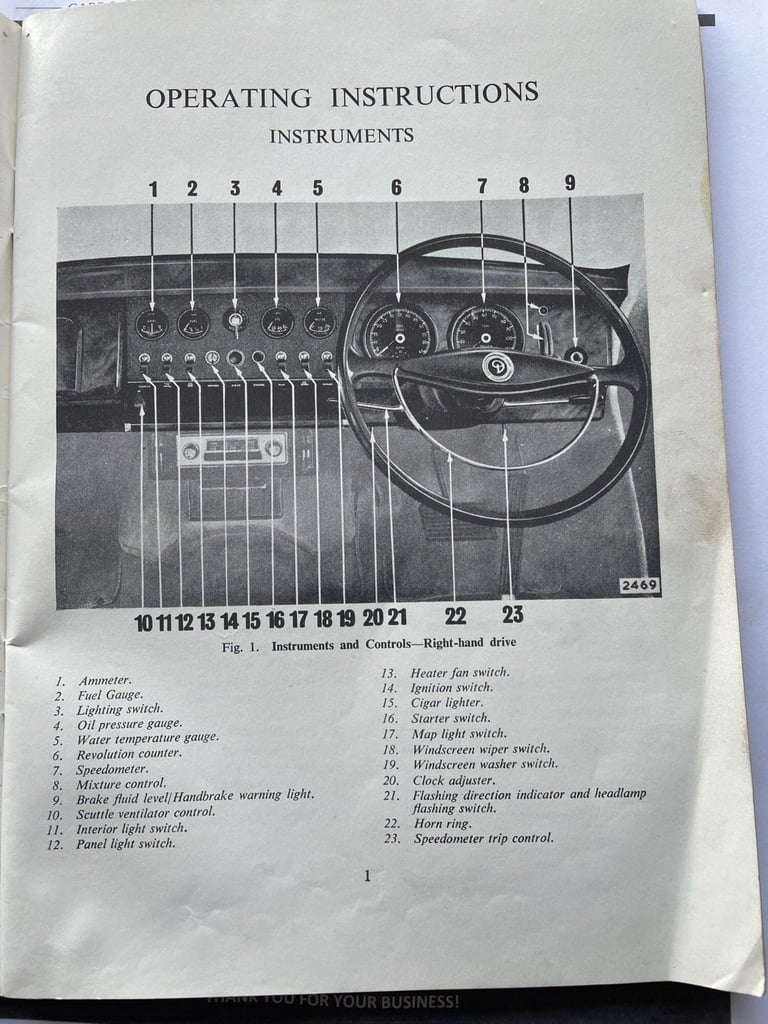 OPERATING INSTRUCTIONS
INSTRUMENTS
1 2 3 4 5 6 7 8 9
2469
10 11 12 13 14 15 16 17 18 19 20 21 22 23
Fig. 1. Instruments and Controls—Right-hand drive
1. Ammeter.
2. Fuel Gauge.
3. Lighting switch.
4. Oil pressure gauge.
5. Water temperature gauge.
6. Revolution counter.
7. Speedometer.
8. Mixture control.
9. Brake fluid level/Handbrake warning light.
10. Scuttle ventilator control.
11. Interior light switch.
12. Panel light switch.
13. Heater fan switch.
14. Ignition switch.
15. Cigar lighter.
16. Starter switch.
17. Map light switch.
18. Windscreen wiper switch.
19. Windscreen washer switch.
20. Clock adjuster.
21. Flashing direction indicator and headlamp
flashing switch.
22. Horn ring.
23. Speedometer trip control.
1
THANK YOU FOR YOUR BUSINESS!